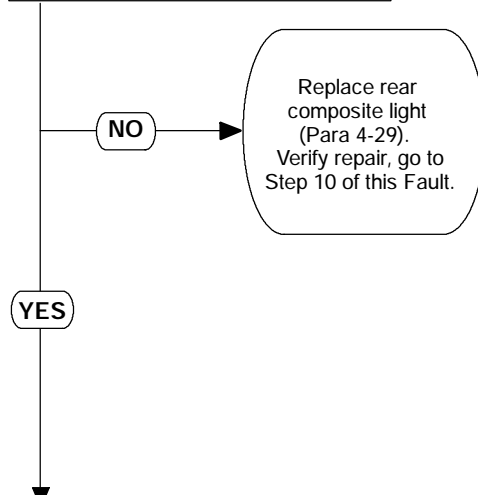 NO
Replace rear
composite light
(Para 4-29).
Verify repair, go to
Step 10 of this Fault.
YES